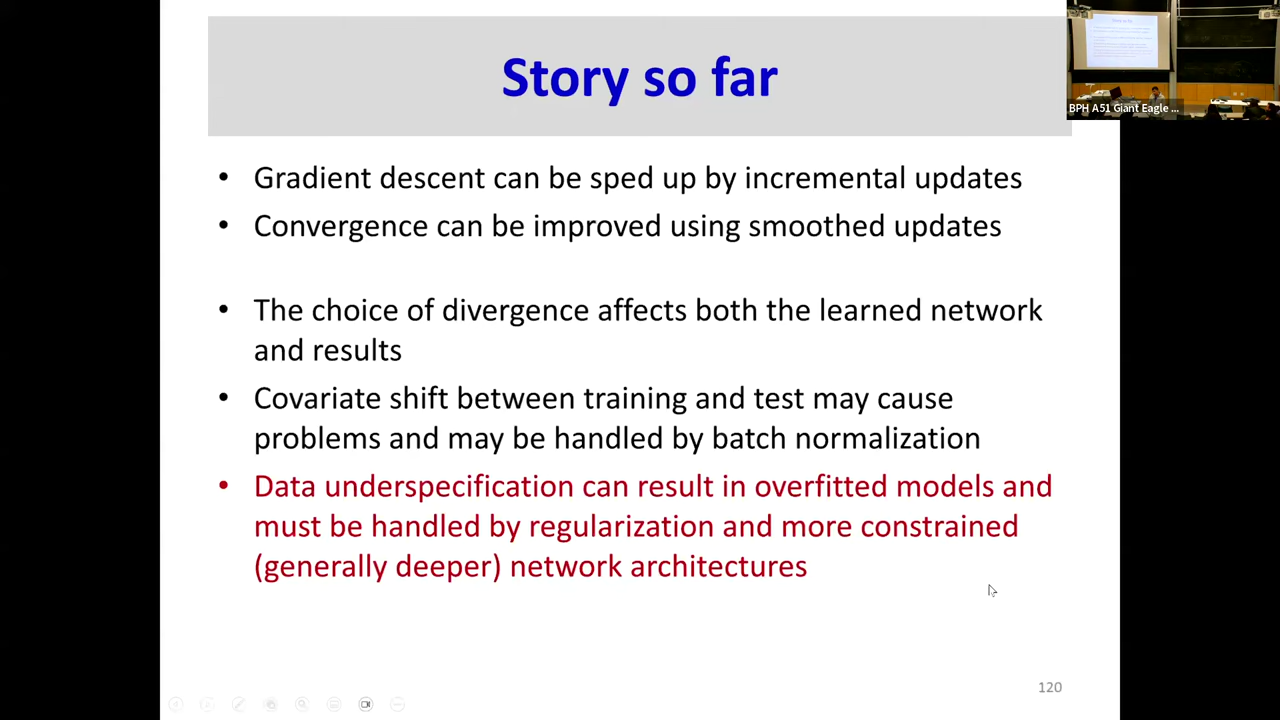 Story so far
BPH A51 Giant Eagle ...
• Gradient descent can be sped up by incremental updates
• Convergence can be improved using smoothed updates
• The choice of divergence affects both the learned network
and results
• Covariate shift between training and test may cause
problems and may be handled by batch normalization
• Data underspecification can result in overfitted models and
must be handled by regularization and more constrained
(generally deeper) network architectures
120